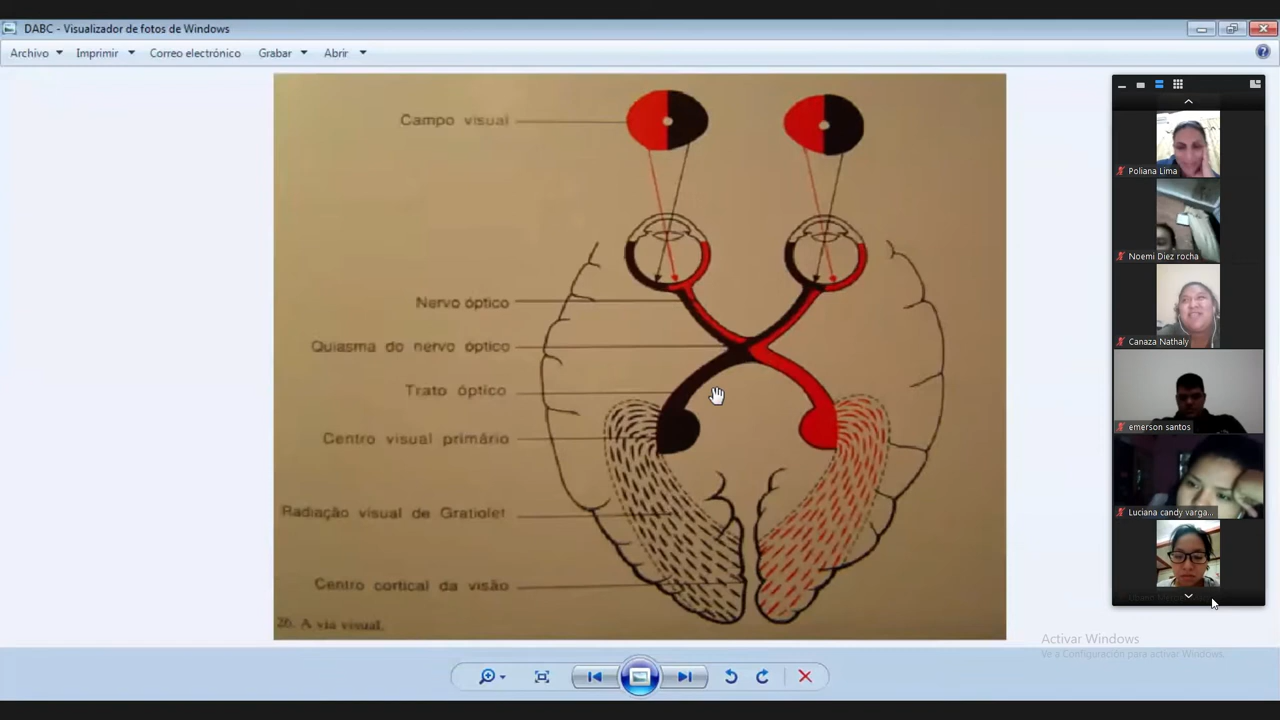 DABC - Visualizador de fotos de Windows
Archivo Imprimir Correo electrónico Grabar Abrir
Campo visual
Nervo óptico
Quiasma do nervo óptico
Trato óptico
Centro visual primário
Radiação visual de Gratiolet
Centro cortical da visão
26. A via visual.
Poliana Lima
Noemi Diez rocha
Canaza Nathaly
emerson santos
Luciana candy varga...
Activar Windows
Ve a Configuración para activar Windows.